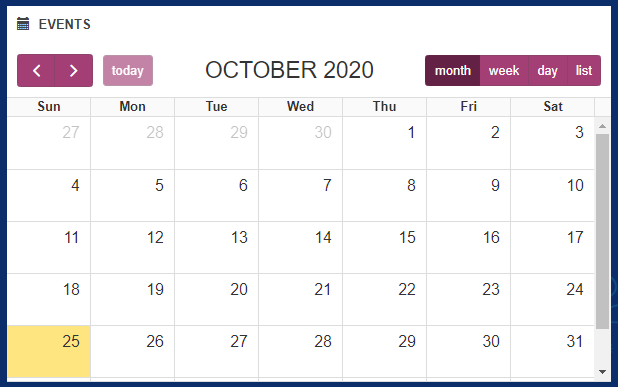 EVENTS
today OCTOBER 2020 month week day list
Sun Mon Tue Wed Thu Fri Sat
27 28 29 30 1 2 3
4 5 6 7 8 9 10
11 12 13 14 15 16 17
18 19 20 21 22 23 24
25 26 27 28 29 30 31